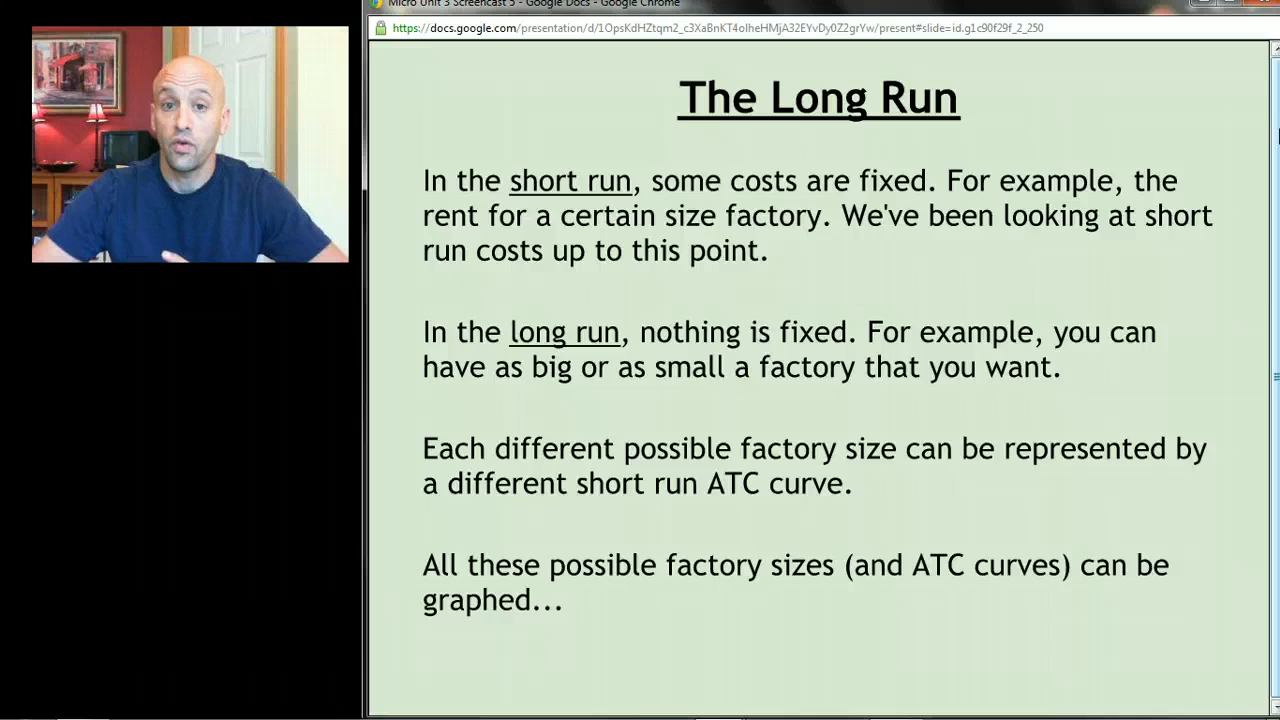 Micro Unit 3 Screencast 5 - Google Docs - Google Chrome
https://docs.google.com/presentation/d/1OpsKdHZtqm2_c3XaBnKT4olheHMjA32EYvDy0Z2grYw/present#slide=id.g1c90f29f_2_250
The Long Run
In the short run, some costs are fixed. For example, the
rent for a certain size factory. We've been looking at short
run costs up to this point.
In the long run, nothing is fixed. For example, you can
have as big or as small a factory that you want.
Each different possible factory size can be represented by
a different short run ATC curve.
All these possible factory sizes (and ATC curves) can be
graphed...